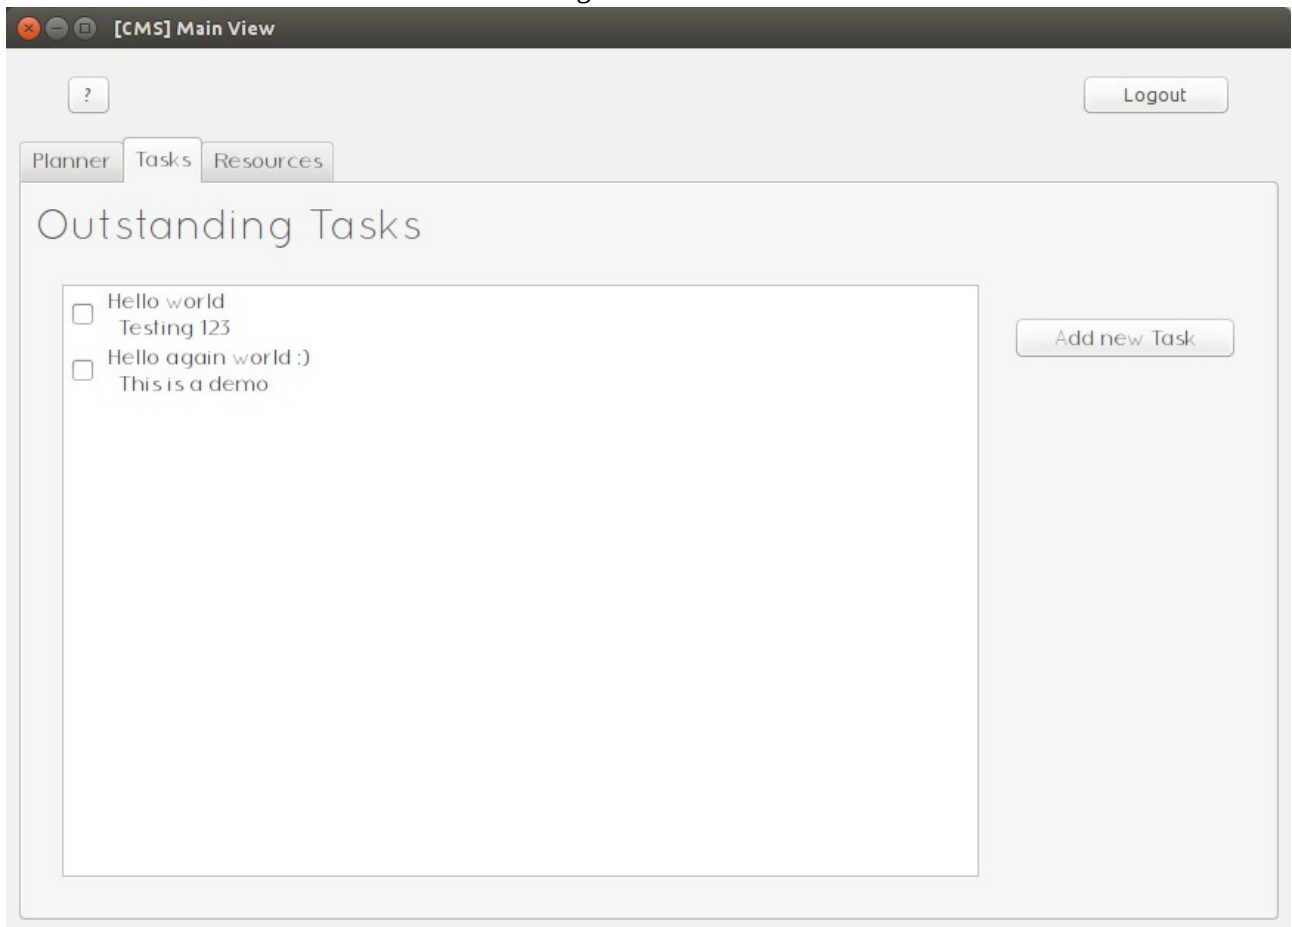 [CMS] Main View
?
Logout
Planner
Tasks
Resources
Outstanding Tasks
Hello world
Testing 123
Add new Task
Hello again world :)
This is a demo